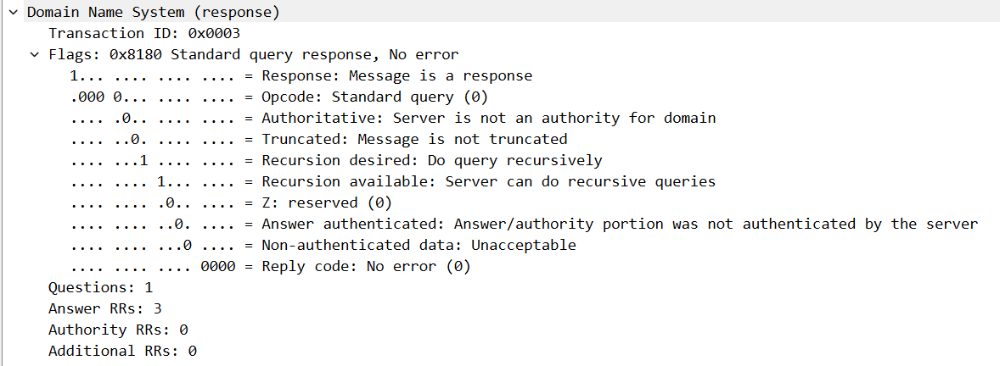 Domain Name System (response)
Transaction ID: 0x0003
Flags: 0x8180 Standard query response, No error
1... .... .... .... = Response: Message is a response
.000 0... .... .... = Opcode: Standard query (0)
.... .0.. .... .... = Authoritative: Server is not an authority for domain
.... ..0. .... .... = Truncated: Message is not truncated
.... ...1 .... .... = Recursion desired: Do query recursively
.... .... 1... .... = Recursion available: Server can do recursive queries
.... .... .0.. .... = Z: reserved (0)
.... .... ..0. .... = Answer authenticated: Answer/authority portion was not authenticated by the server
.... .... ...0 .... = Non-authenticated data: Unacceptable
.... .... .... 0000 = Reply code: No error (0)
Questions: 1
Answer RRs: 3
Authority RRs: 0
Additional RRs: 0